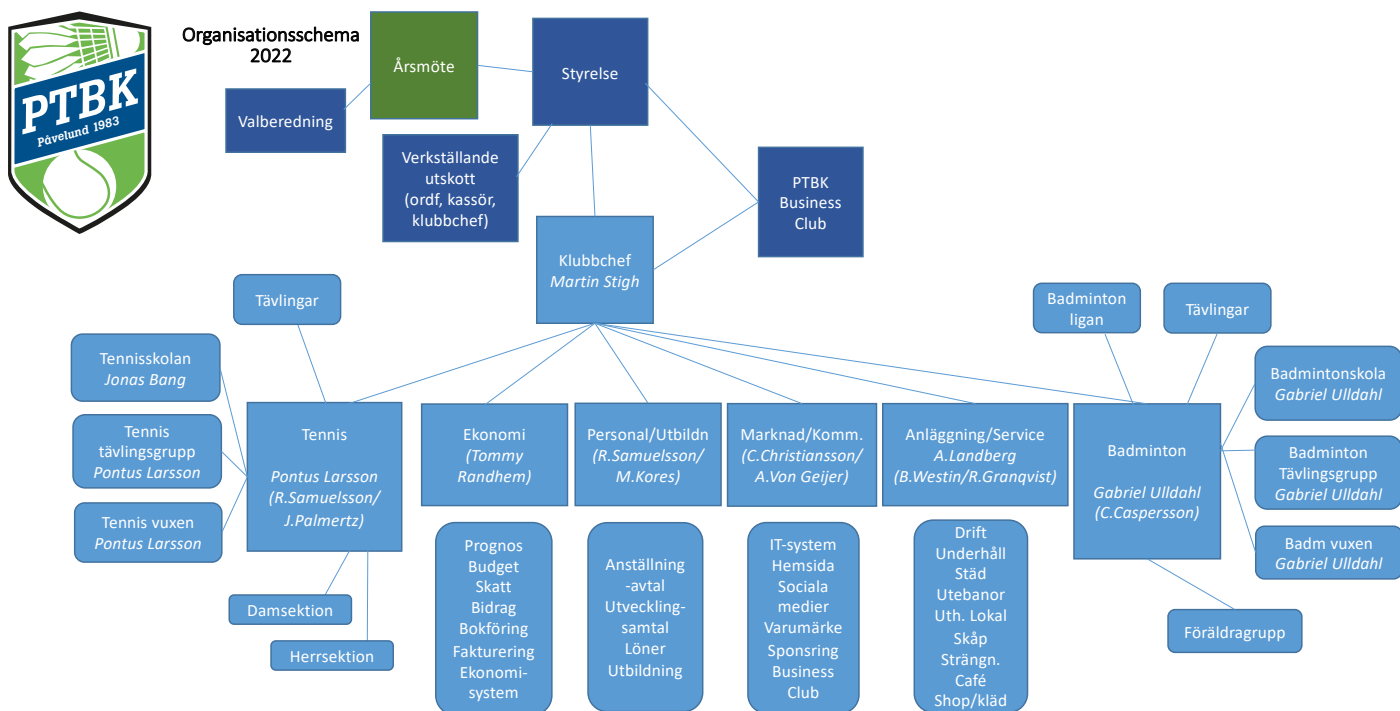 PTBK
Påvelund 1983
Organisationsschema
2022
Årsmöte
Styrelse
Valberedning
Verkställande
utskott
(ordf, kassör,
klubbchef)
PTBK
Business
Club
Klubbchef
Martin Stigh
Tävlingar
Badminton
ligan
Tävlingar
Tennisskolan
Jonas Bang
Tennis
tävlingsgrupp
Pontus Larsson
Tennis vuxen
Pontus Larsson
Tennis
Pontus Larsson
(R.Samuelsson/
J.Palmertz)
Ekonomi
(Tommy
Randhem)
Personal/Utbildn
(R.Samuelsson/
M.Kores)
Marknad/Komm.
(C.Christiansson/
A.Von Geijer)
Anläggning/Service
A.Landberg
(B.Westin/R.Granqvist)
Badminton
Gabriel Ulldahl
(C.Caspersson)
Badmintonskola
Gabriel Ulldahl
Badminton
Tävlingsgrupp
Gabriel Ulldahl
Badm vuxen
Gabriel Ulldahl
Damsektion
Herrsektion
Prognos
Budget
Skatt
Bidrag
Bokföring
Fakturering
Ekonomi-
system
Anställning
-avtal
Utveckling-
samtal
Löner
Utbildning
IT-system
Hemsida
Sociala
medier
Varumärke
Sponsring
Business
Club
Drift
Underhåll
Städ
Utebanor
Uth. Lokal
Skåp
Strängn.
Café
Shop/kläd
Föräldragrupp